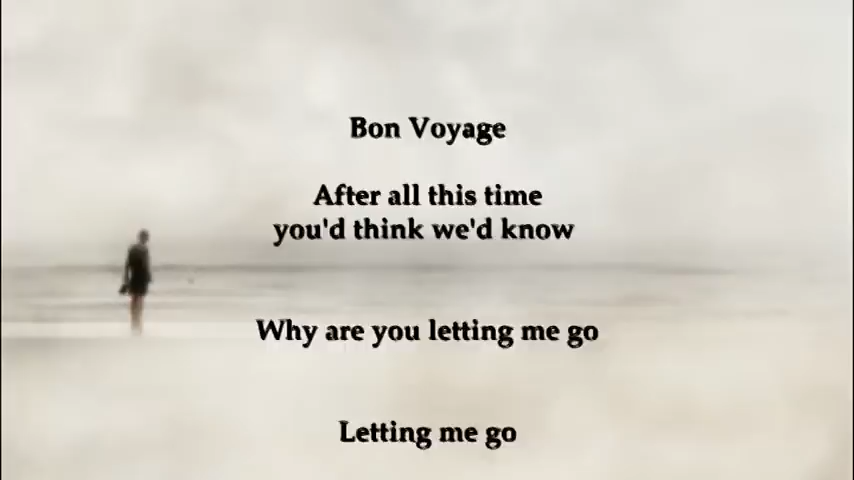 Bon Voyage
After all this time
you'd think we'd know
Why are you letting me go
Letting me go